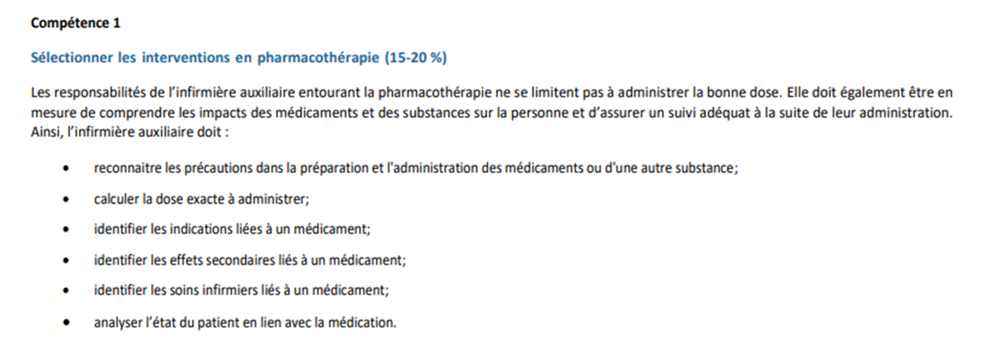 Compétence 1
Sélectionner les interventions en pharmacothérapie (15-20 %)
Les responsabilités de l’infirmière auxiliaire entourant la pharmacothérapie ne se limitent pas à administrer la bonne dose. Elle doit également être en
mesure de comprendre les impacts des médicaments et des substances sur la personne et d’assurer un suivi adéquat à la suite de leur administration.
Ainsi, l’infirmière auxiliaire doit :
• reconnaitre les précautions dans la préparation et l'administration des médicaments ou d'une autre substance;
• calculer la dose exacte à administrer;
• identifier les indications liées à un médicament;
• identifier les effets secondaires liés à un médicament;
• identifier les soins infirmiers liés à un médicament;
• analyser l’état du patient en lien avec la médication.